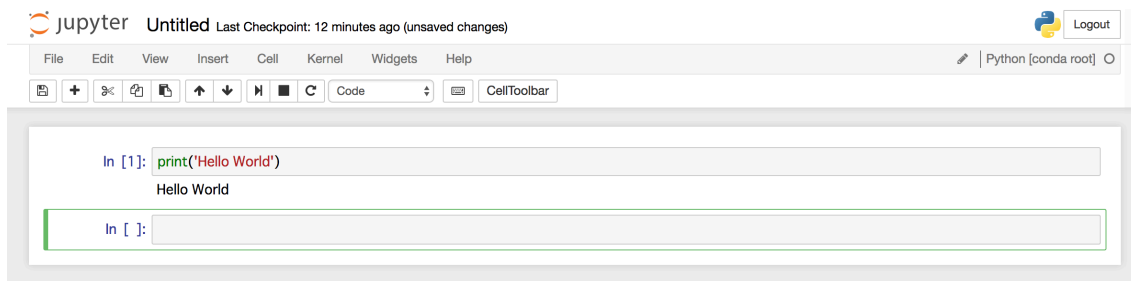 jupyter Untitled Last Checkpoint: 12 minutes ago (unsaved changes) Logout
File Edit View Insert Cell Kernel Widgets Help Python [conda root]
Code CellToolbar
In [1]: print('Hello World')
Hello World
In [ ]: